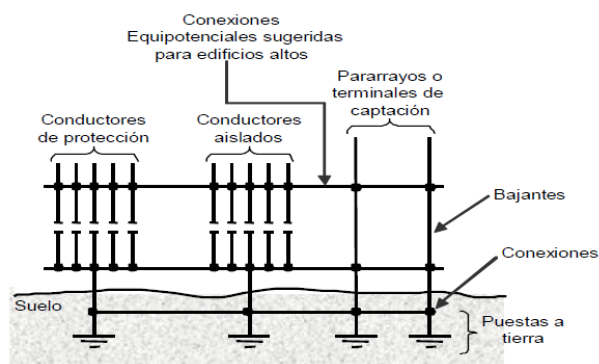 Conexiones
Equipotenciales sugeridas
para edificios altos
Pararrayos o
terminales de
captación
Conductores
de protección
Conductores
aislados
Bajantes
Conexiones
Suelo
Puestas a
tierra